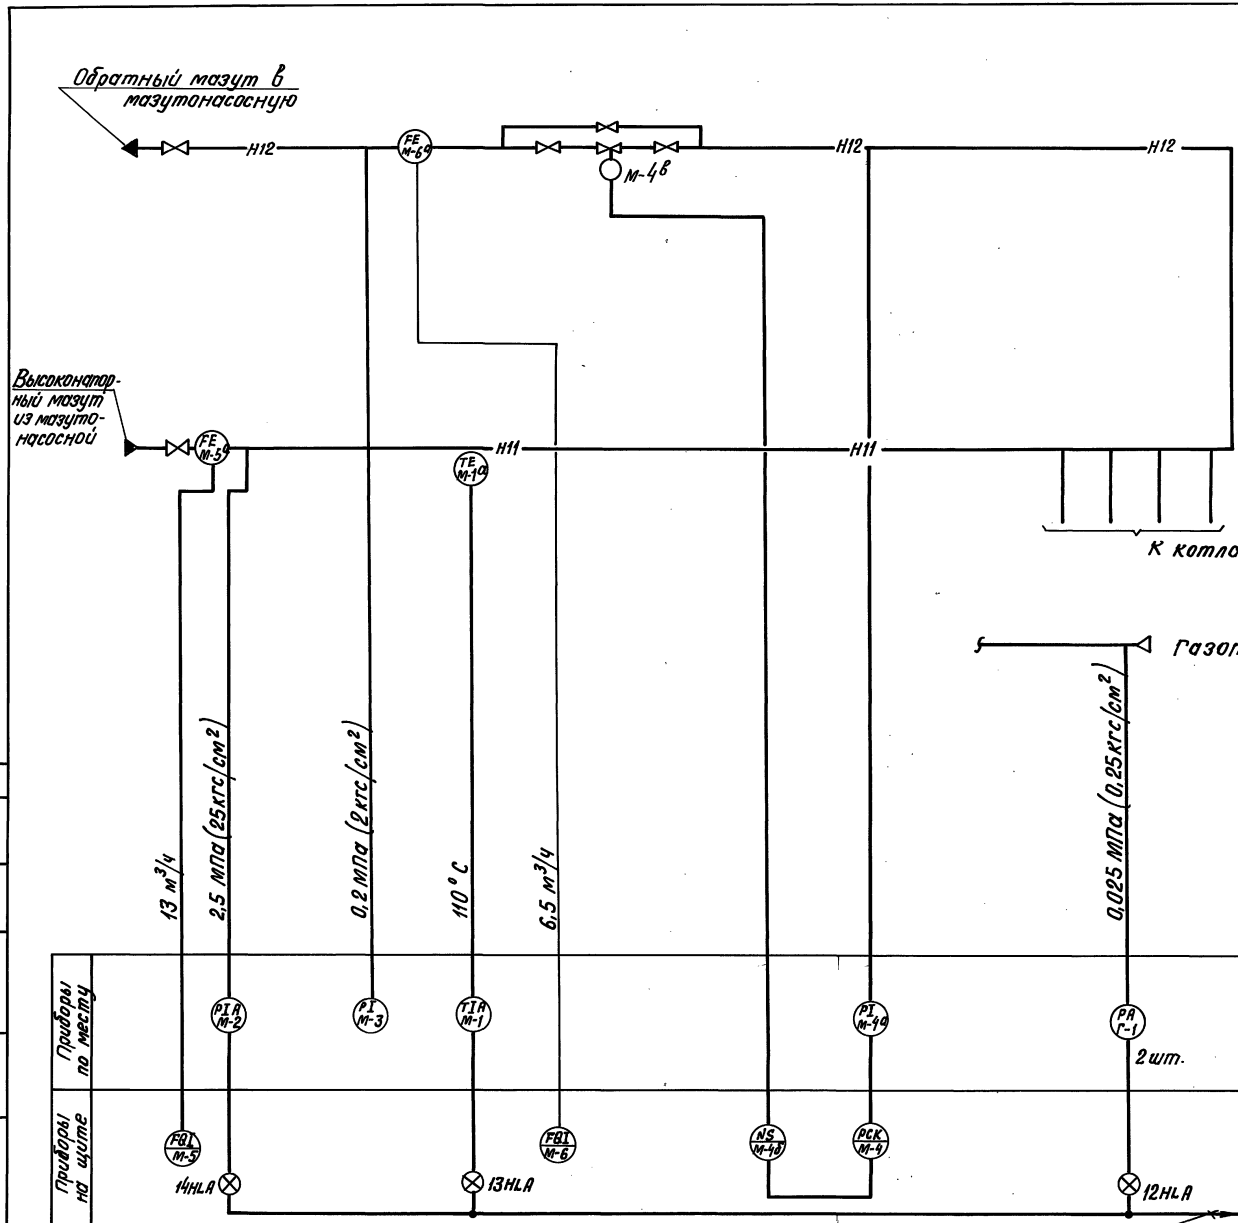 Обратный мазут в
мазутонасосную
Н12
FE
М-6а
М-4в
Н12
Н12
Высоконапор-
ный мазут
из мазуто-
насосной
FE
М-5а
TE
М-1а
Н11
Н11
К котло
Газоп
13 м³/ч
2,5 МПа (25кгс/см²)
0,2 МПа (2кгс/см²)
110°С
6,5 м³/ч
0,025 МПа (0,25кгс/см²)
Приборы
по месту
PIA
М-2
PI
М-3
TIA
М-1
PI
М-4а
PA
Г-1
2шт.
Приборы
на щите
FQI
М-5
FQI
М-6
NS
М-4б
PCK
М-4
14HLA
13HLA
12HLA